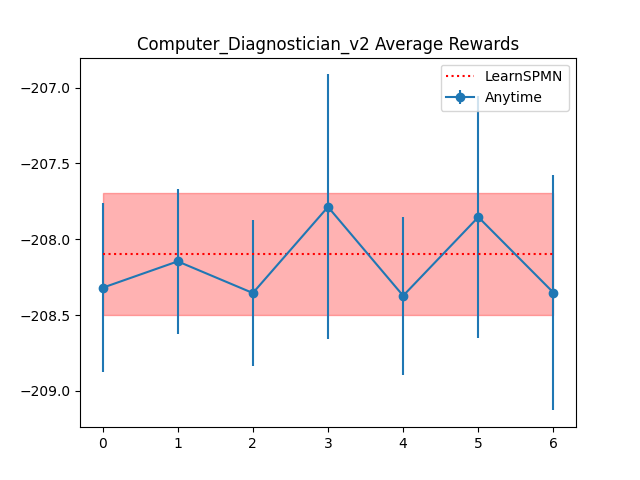 Computer_Diagnostician_v2 Average Rewards
LearnSPMN
Anytime
−207.0
−207.5
−208.0
−208.5
−209.0
0 1 2 3 4 5 6